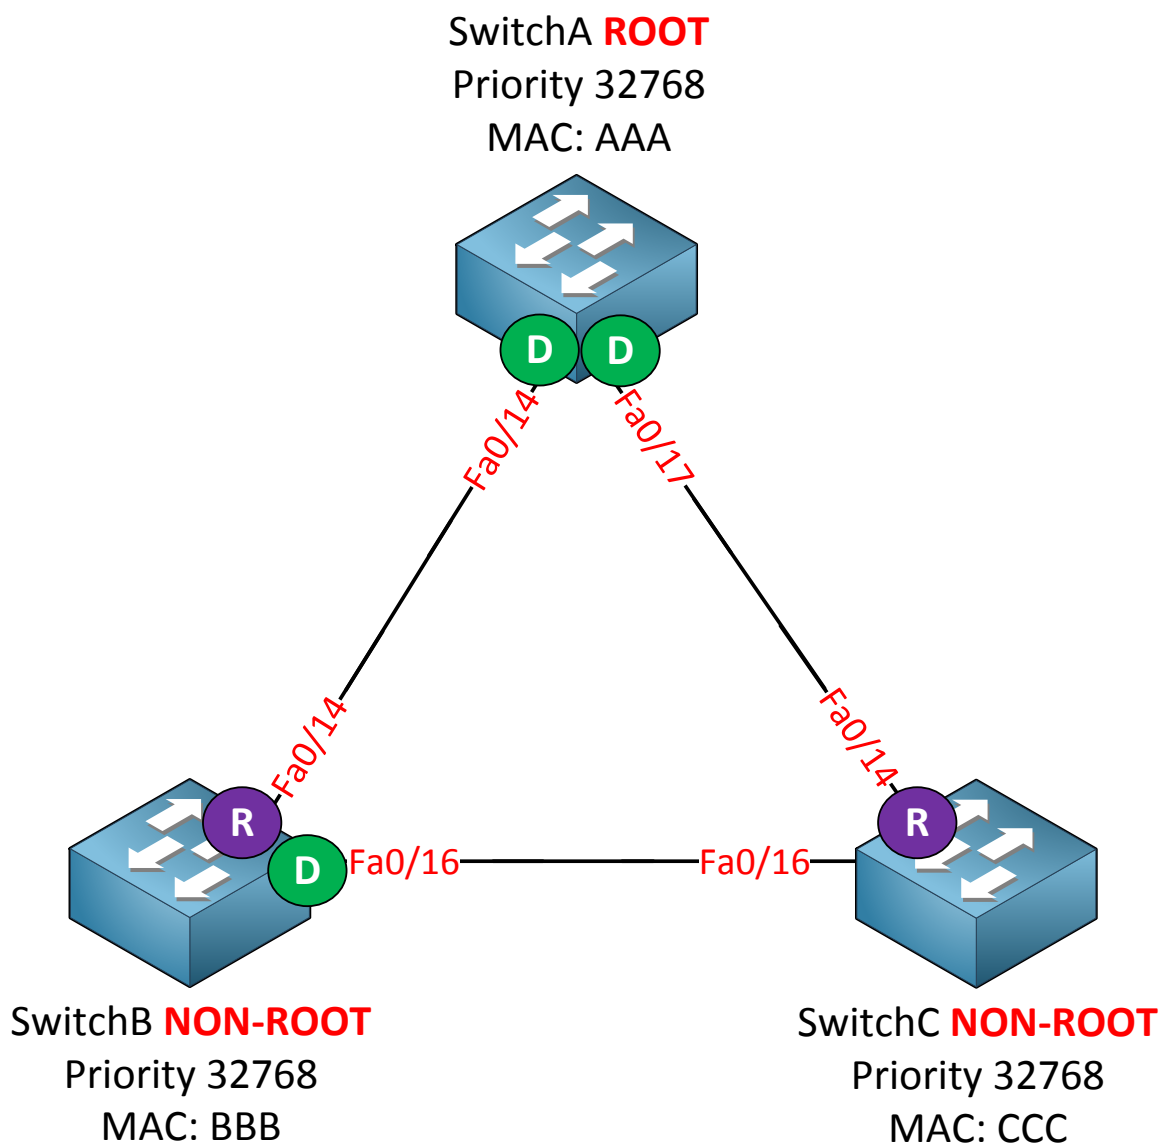 SwitchA ROOT
Priority 32768
MAC: AAA
D D
Fa0/14
Fa0/17
Fa0/14
Fa0/14
R
R
D
Fa0/16
Fa0/16
SwitchB NON-ROOT
Priority 32768
MAC: BBB
SwitchC NON-ROOT
Priority 32768
MAC: CCC